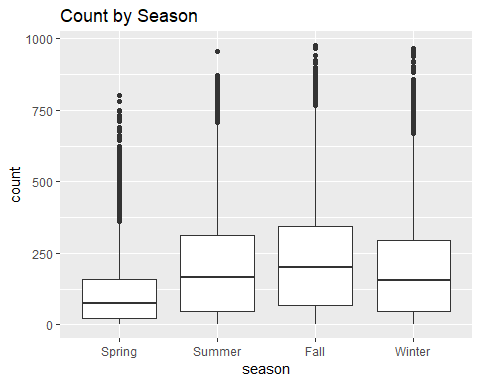 Count by Season
1000
750
500
250
0
count
Spring Summer Fall Winter
season